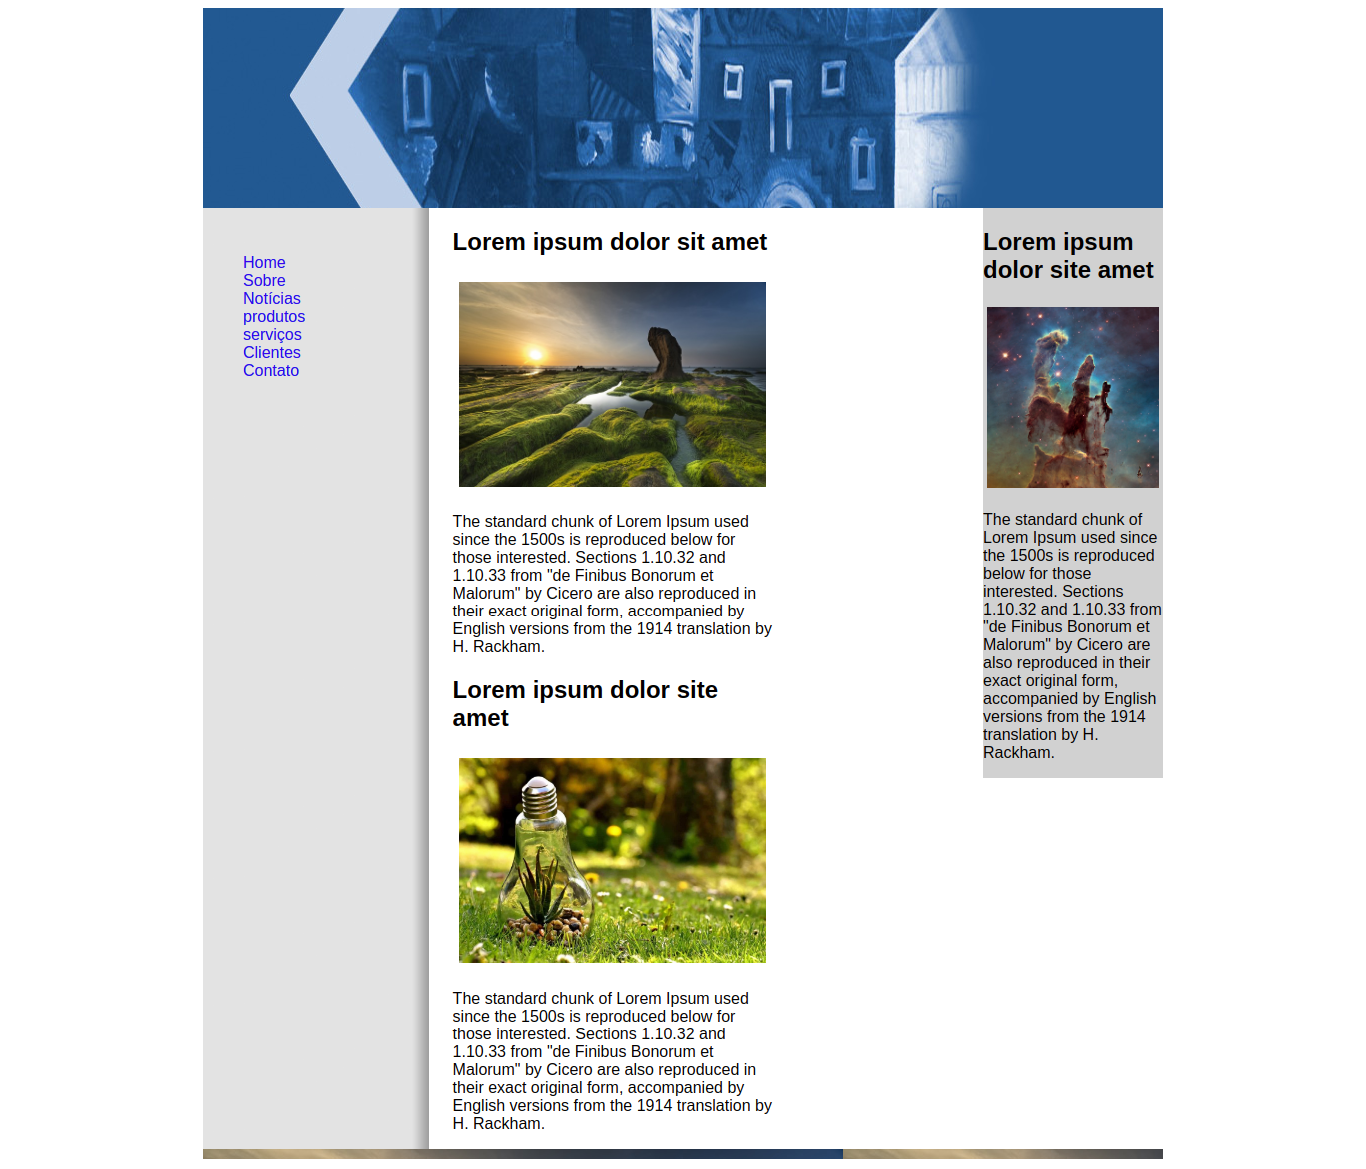 Home
Sobre
Notícias
produtos
serviços
Clientes
Contato
Lorem ipsum dolor sit amet
The standard chunk of Lorem Ipsum used
since the 1500s is reproduced below for
those interested. Sections 1.10.32 and
1.10.33 from "de Finibus Bonorum et
Malorum" by Cicero are also reproduced in
their exact original form, accompanied by
English versions from the 1914 translation by
H. Rackham.
Lorem ipsum dolor site
amet
The standard chunk of Lorem Ipsum used
since the 1500s is reproduced below for
those interested. Sections 1.10.32 and
1.10.33 from "de Finibus Bonorum et
Malorum" by Cicero are also reproduced in
their exact original form, accompanied by
English versions from the 1914 translation by
H. Rackham.
Lorem ipsum
dolor site amet
The standard chunk of
Lorem Ipsum used since
the 1500s is reproduced
below for those
interested. Sections
1.10.32 and 1.10.33 from
"de Finibus Bonorum et
Malorum" by Cicero are
also reproduced in their
exact original form,
accompanied by English
versions from the 1914
translation by H.
Rackham.